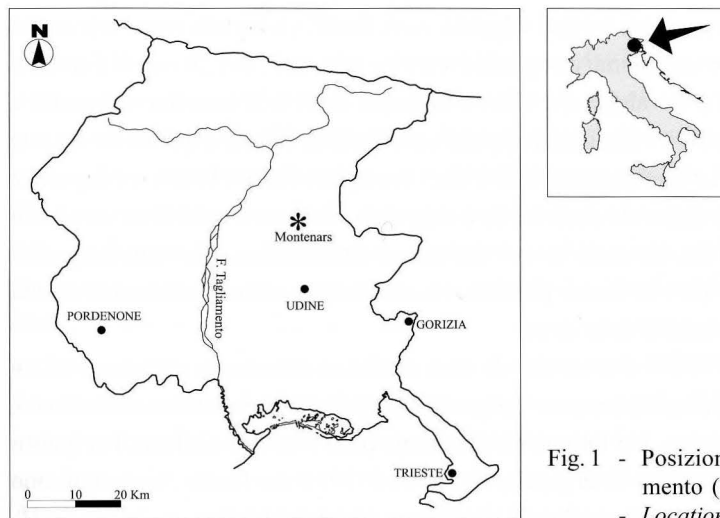 N
Montenars
F. Tagliamento
UDINE
PORDENONE
GORIZIA
TRIESTE
0 10 20 Km
Fig. 1 - Posizion
mento (
- Location